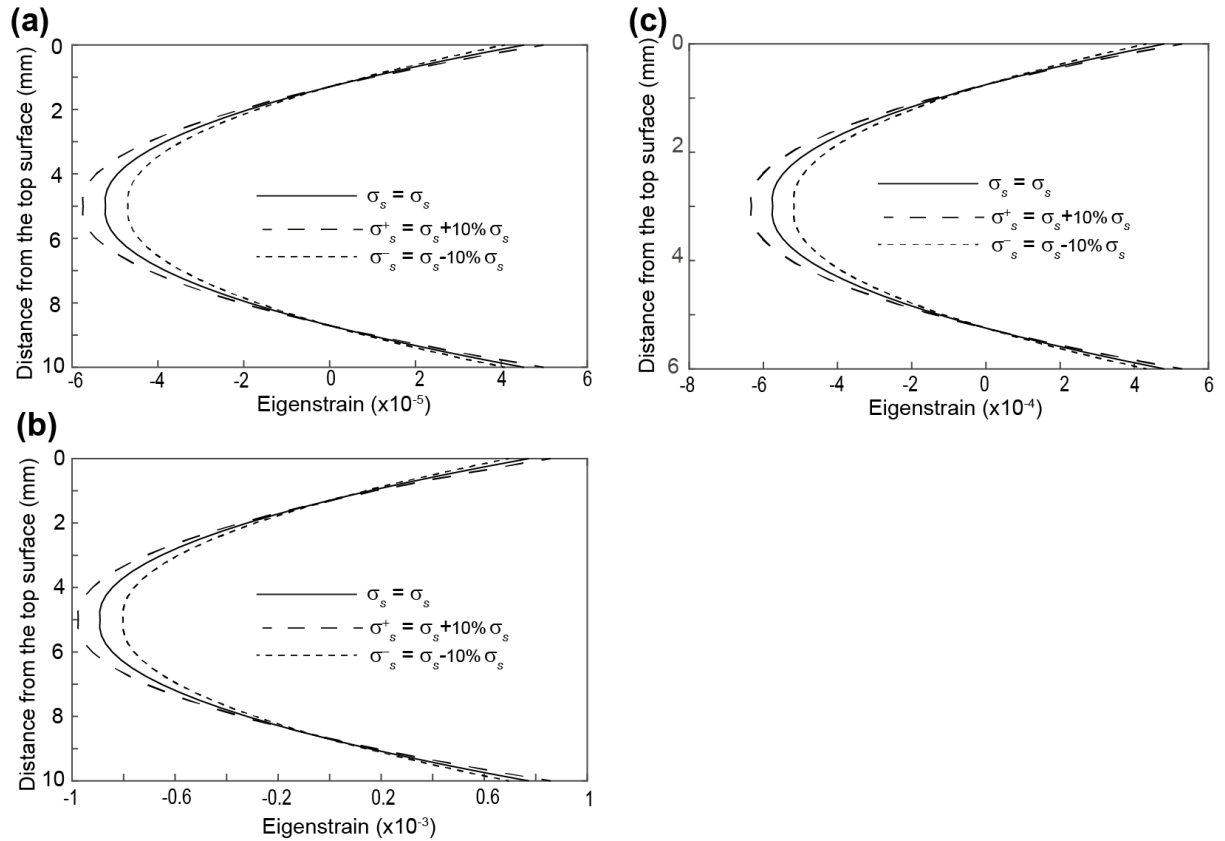 (a)
Distance from the top surface (mm)
0
2
4
6
8
10
σₛ = σₛ
σ⁺ₛ = σₛ+10% σₛ
σ⁻ₛ = σₛ-10% σₛ
-6 -4 -2 0 2 4 6
Eigenstrain (x10⁻⁵)
(c)
Distance from the top surface (mm)
0
2
4
6
σₛ = σₛ
σ⁺ₛ = σₛ+10% σₛ
σ⁻ₛ = σₛ-10% σₛ
-8 -6 -4 -2 0 2 4 6
Eigenstrain (x10⁻⁴)
(b)
Distance from the top surface (mm)
0
2
4
6
8
10
σₛ = σₛ
σ⁺ₛ = σₛ+10% σₛ
σ⁻ₛ = σₛ-10% σₛ
-1 -0.6 -0.2 0.2 0.6 1
Eigenstrain (x10⁻³)